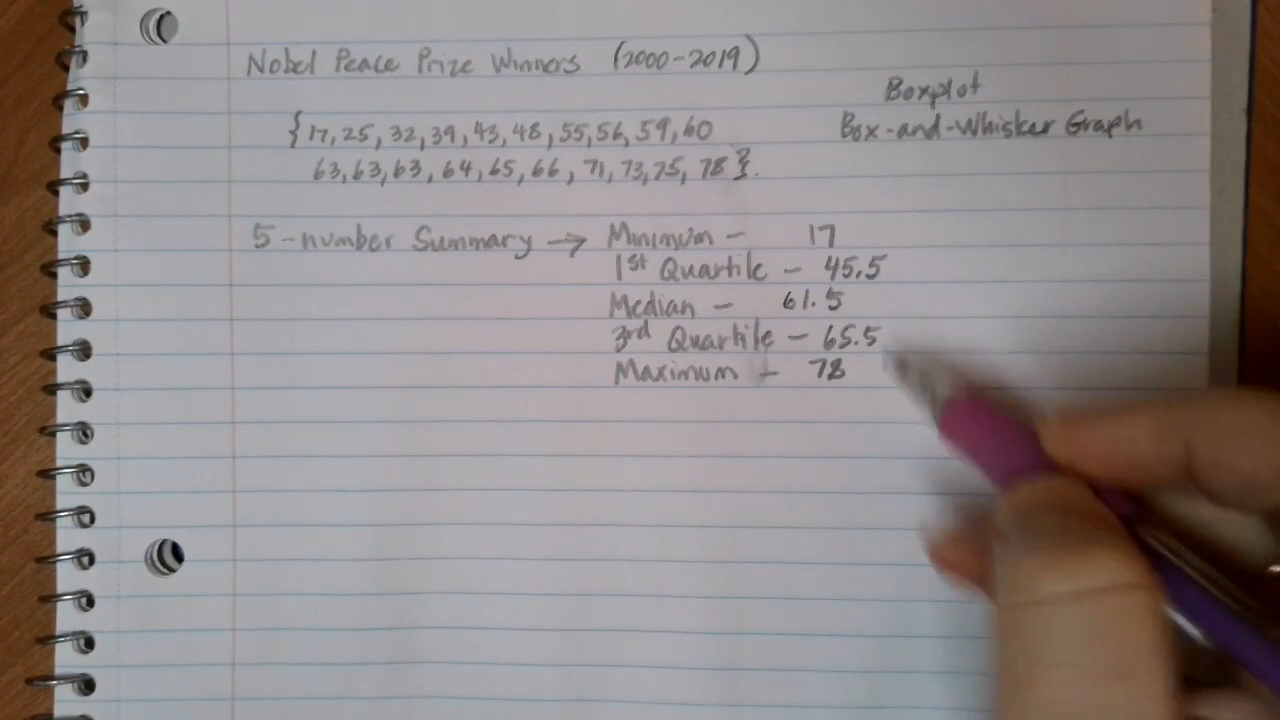 Nobel Peace Prize Winners (2000-2019)
Boxplot
Box-and-Whisker Graph
{17, 25, 32, 39, 43, 48, 55, 56, 59, 60
63, 63, 63, 64, 65, 66, 71, 73, 75, 78}.
5-number Summary → Minimum - 17
1st Quartile - 45.5
Median - 61.5
3rd Quartile - 65.5
Maximum - 78